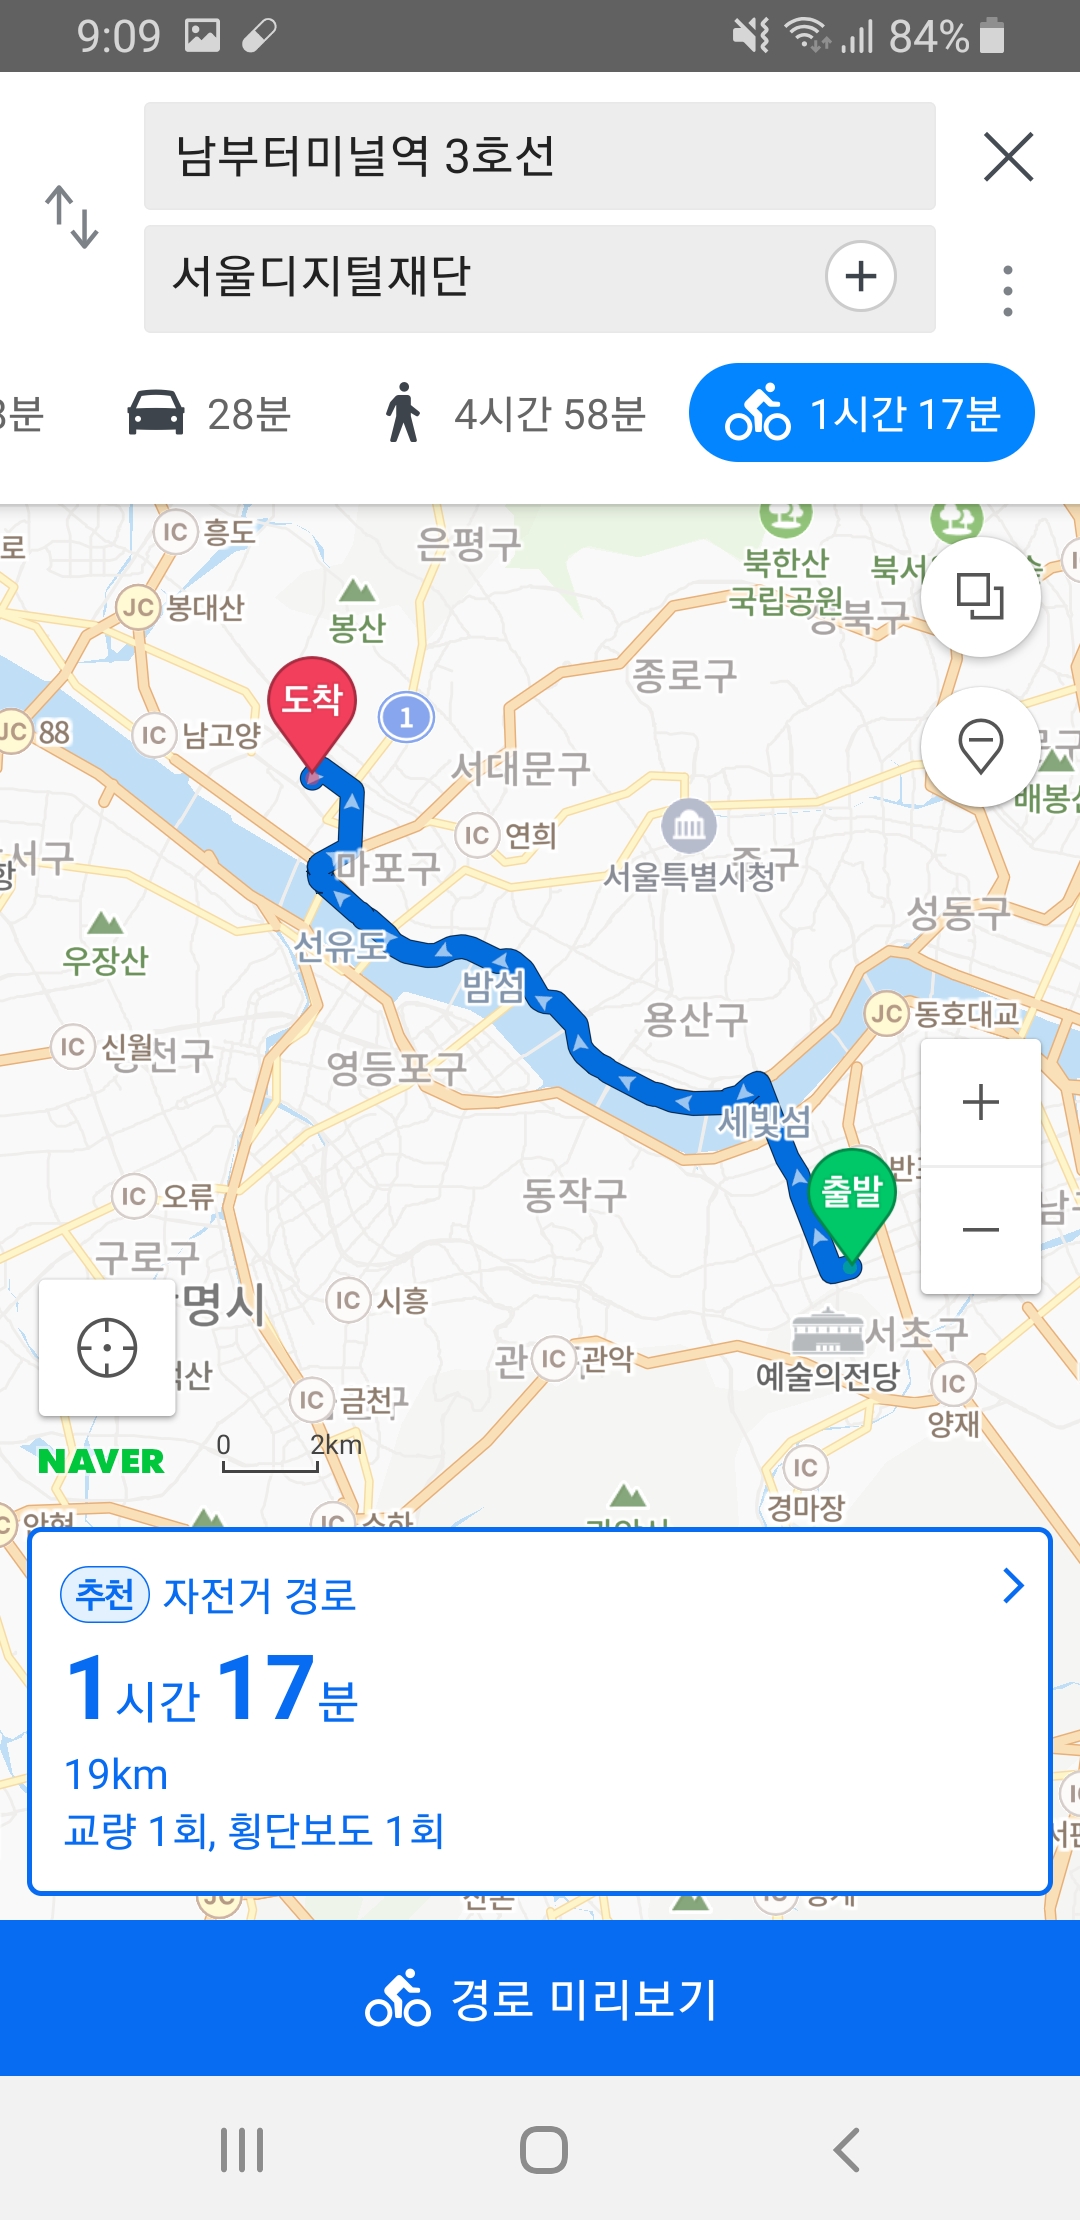 9:09
84%
남부터미널역 3호선
서울디지털재단
분
28분
4시간 58분
1시간 17분
IC 흥도
은평구
로
북한산
국립공원
북서
강북구
JC 봉대산
봉산
종로구
도착
1
JC 88
IC 남고양
서대문구
배봉산
IC 연희
서울특별시청
중구
마포구
성동구
우장산
선유도
밤섬
용산구
JC 동호대교
IC 신월
양천구
영등포구
세빛섬
출발
IC 오류
동작구
구로구
명시
IC 시흥
서초구
관
IC 관악
예술의전당
IC
양재
IC 금천
NAVER
0 2km
IC
경마장
추천 자전거 경로
1시간 17분
19km
교량 1회, 횡단보도 1회
JC
경로 미리보기